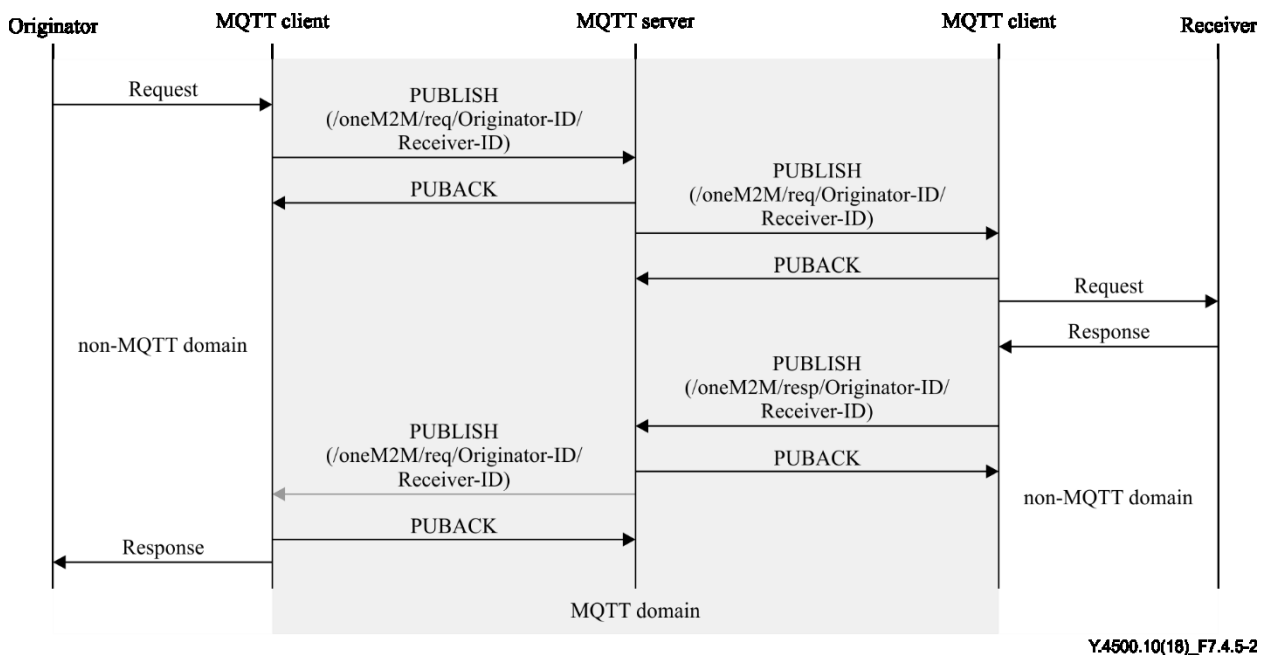 Originator
MQTT client
MQTT server
MQTT client
Receiver
Request
PUBLISH
(/oneM2M/req/Originator-ID/
Receiver-ID)
PUBACK
PUBLISH
(/oneM2M/req/Originator-ID/
Receiver-ID)
PUBACK
Request
Response
non-MQTT domain
PUBLISH
(/oneM2M/resp/Originator-ID/
Receiver-ID)
PUBLISH
(/oneM2M/req/Originator-ID/
Receiver-ID)
PUBACK
non-MQTT domain
PUBACK
Response
MQTT domain
Y.4500.10(18)_F7.4.5-2